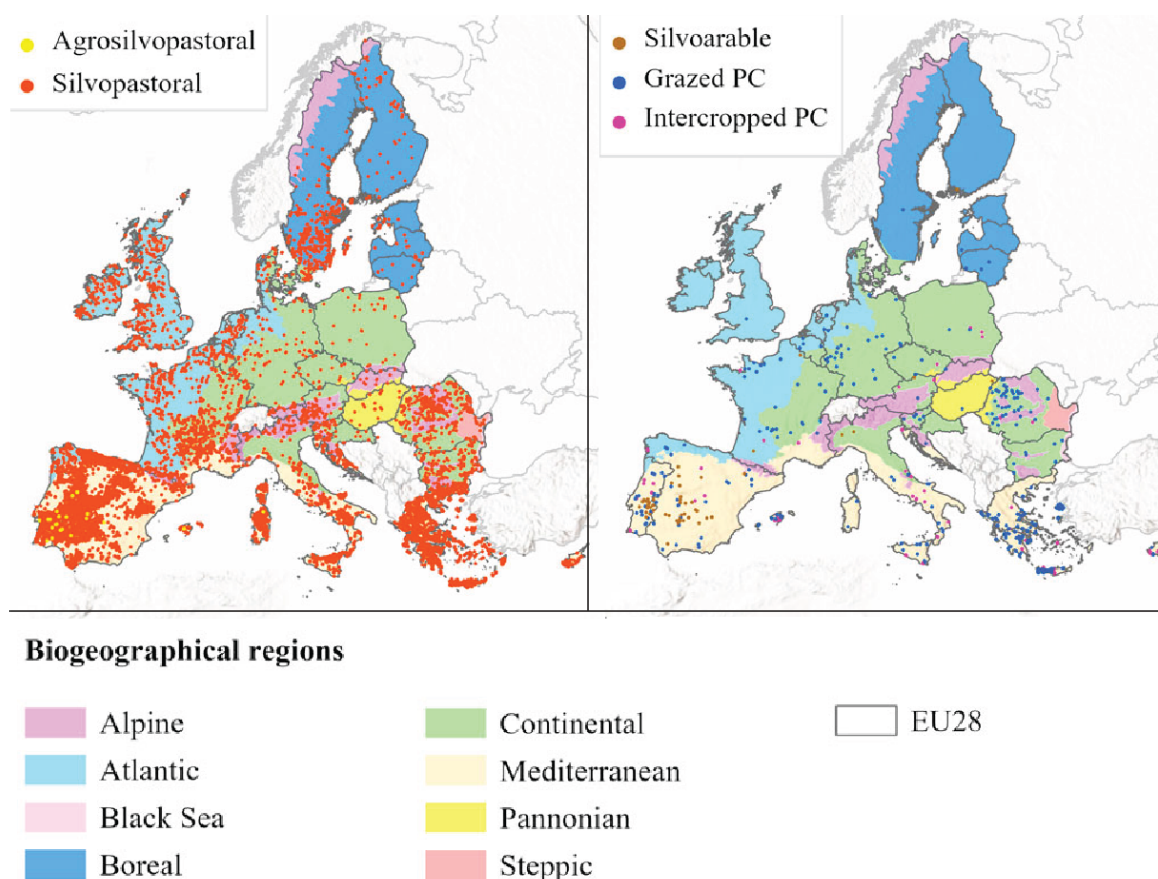 Agrosilvopastoral
Silvopastoral
Silvoarable
Grazed PC
Intercropped PC
Biogeographical regions
Alpine
Atlantic
Black Sea
Boreal
Continental
Mediterranean
Pannonian
Steppic
EU28